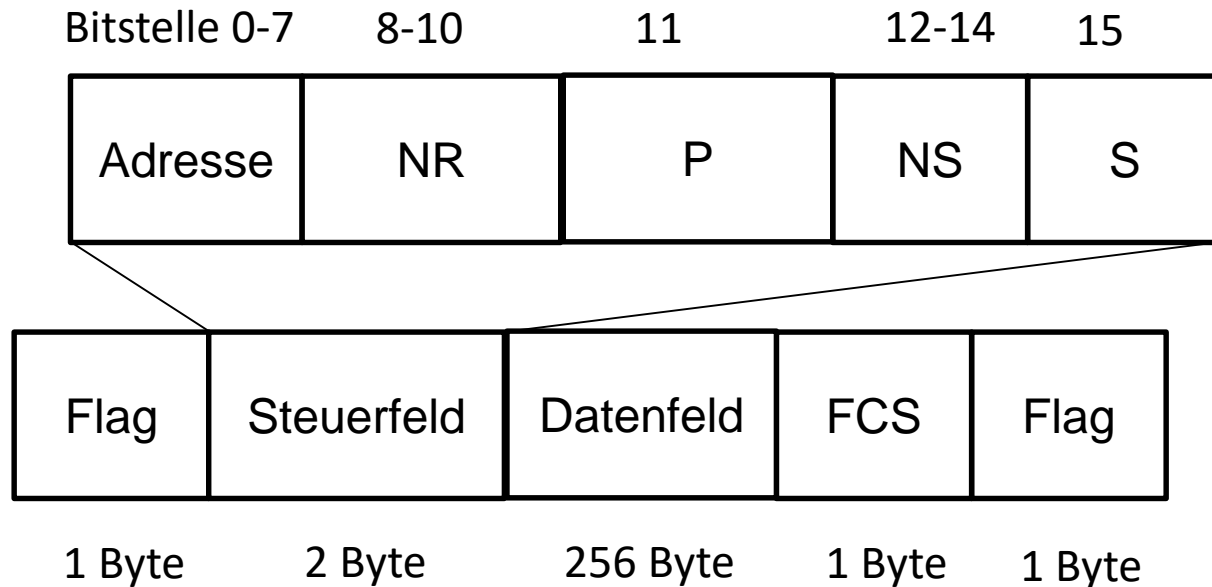 Bitstelle 0-7 8-10 11 12-14 15
Adresse NR P NS S
Flag Steuerfeld Datenfeld FCS Flag
1 Byte 2 Byte 256 Byte 1 Byte 1 Byte